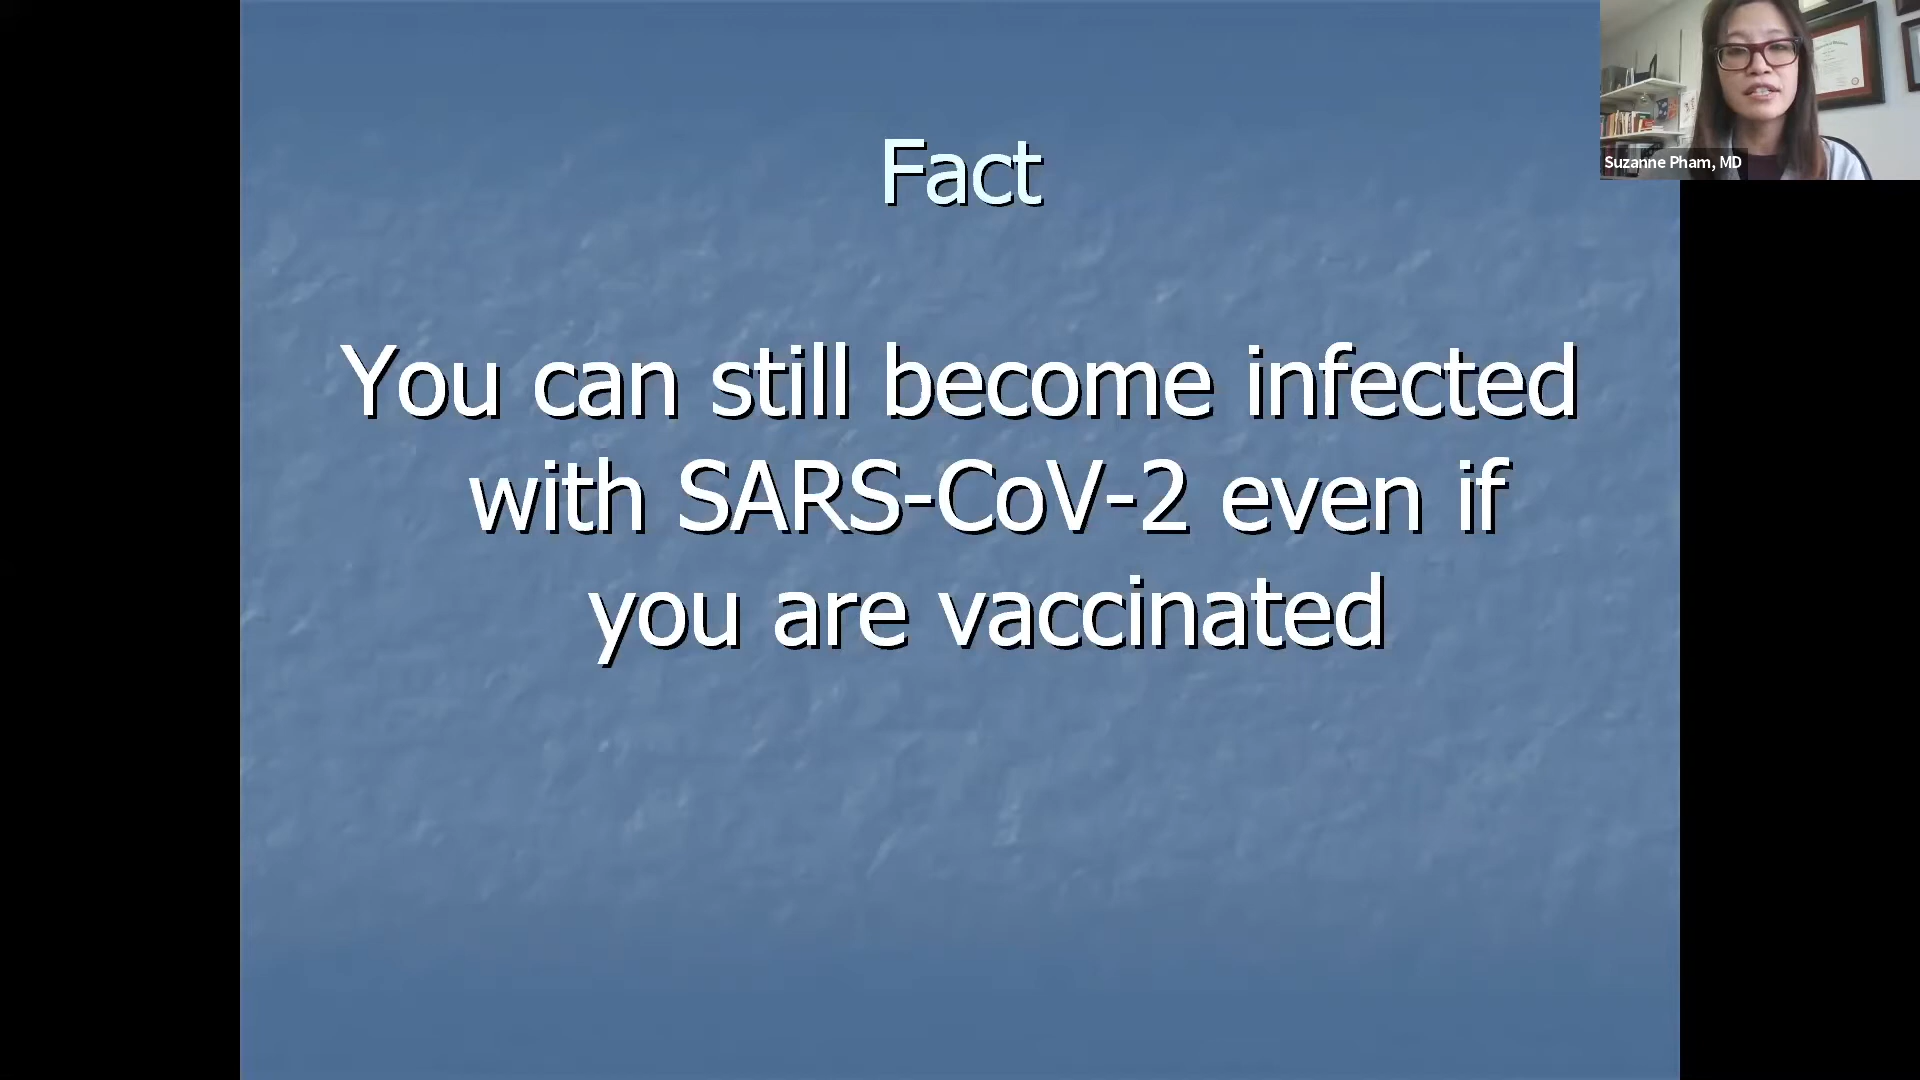 Fact
You can still become infected
with SARS-CoV-2 even if
you are vaccinated
Suzanne Pham, MD